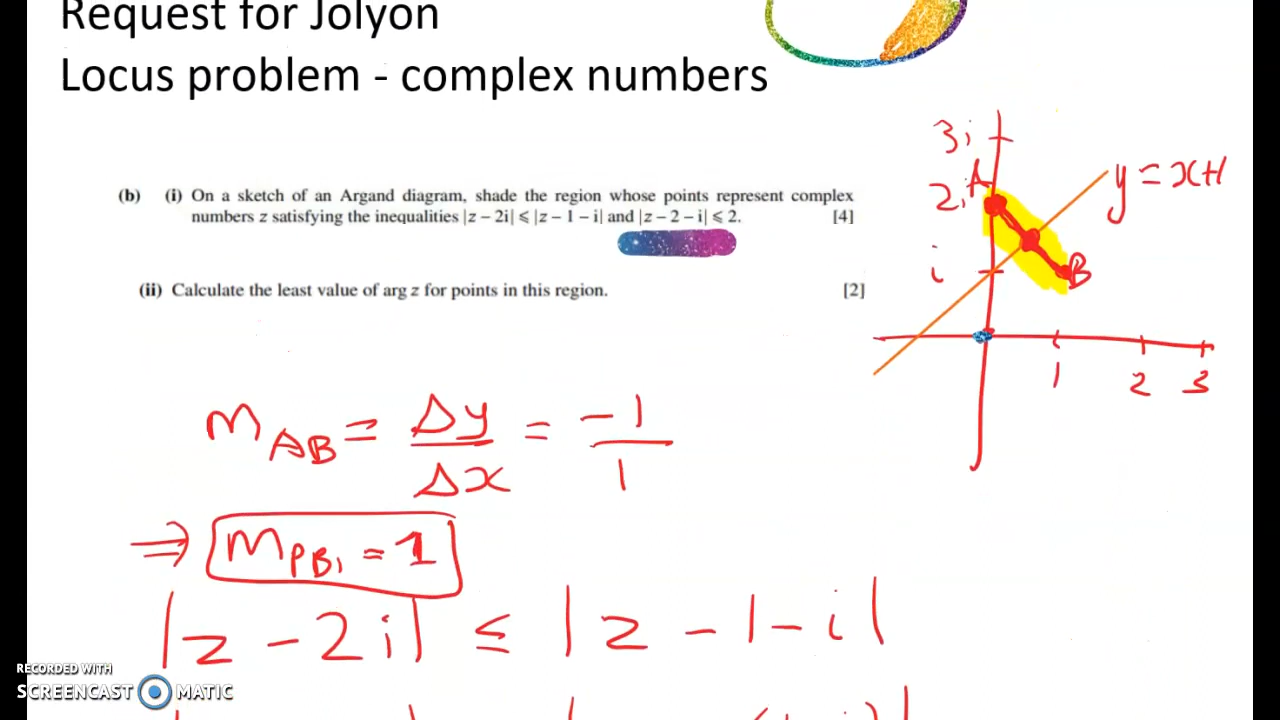 Request for Jolyon
Locus problem - complex numbers
(b) (i) On a sketch of an Argand diagram, shade the region whose points represent complex
numbers z satisfying the inequalities |z − 2i| ⩽ |z − 1 − i| and |z − 2 − i| ⩽ 2. [4]
(ii) Calculate the least value of arg z for points in this region. [2]
3i
A
2i
y = x+1
i
B
1 2 3
m_AB = Δy/Δx = -1/1
⇒ m_PBi = 1
|z - 2i| ≤ |z - 1 - i|
RECORDED WITH
SCREENCAST MATIC